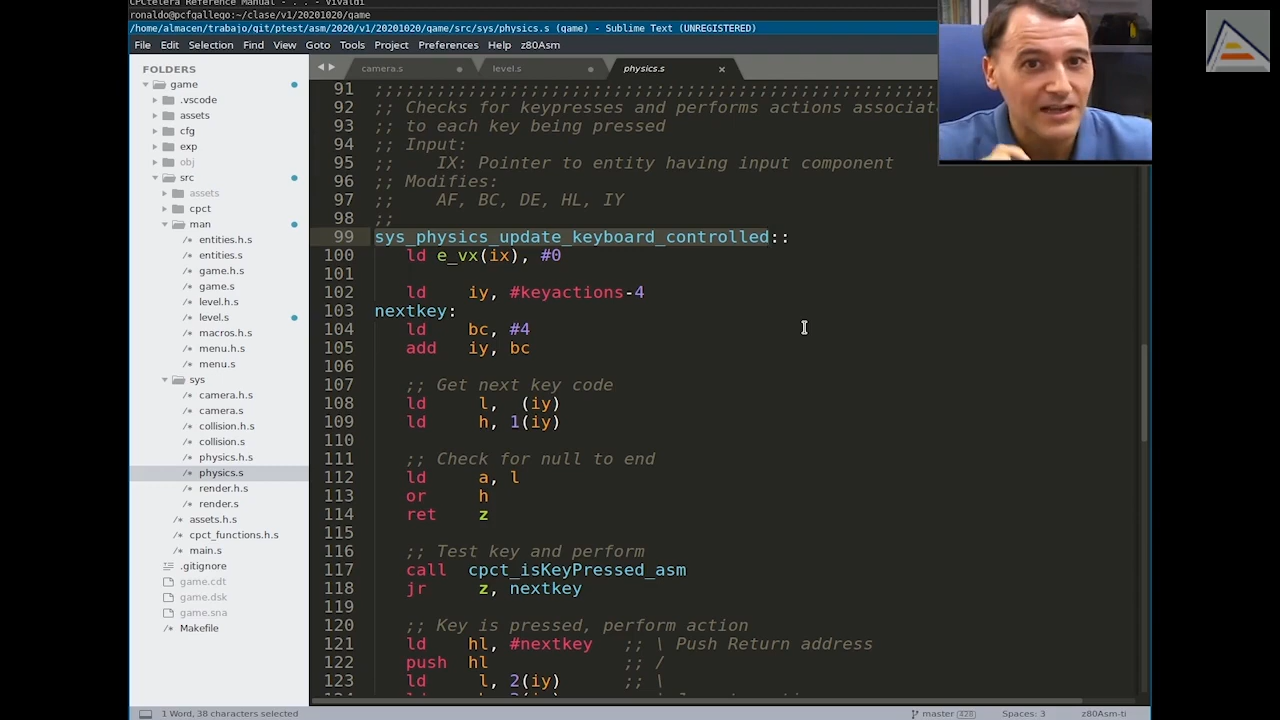 CPCtelera Reference Manual - . . . - Vivaldi
ronaldo@pcfgallego:~/clase/v1/20201020/game
/home/almacen/trabajo/git/ptest/asm/2020/v1/20201020/game/src/sys/physics.s (game) - Sublime Text (UNREGISTERED)
File Edit Selection Find View Goto Tools Project Preferences Help z80Asm
FOLDERS
game
.vscode
assets
cfg
exp
obj
src
assets
cpct
man
entities.h.s
entities.s
game.h.s
game.s
level.h.s
level.s
macros.h.s
menu.h.s
menu.s
sys
camera.h.s
camera.s
collision.h.s
collision.s
physics.h.s
physics.s
render.h.s
render.s
assets.h.s
cpct_functions.h.s
main.s
.gitignore
game.cdt
game.dsk
game.sna
Makefile
camera.s level.s physics.s ×
91 ;;;;;;;;;;;;;;;;;;;;;;;;;;;;;;;;;;;;;;;;;;;;;;;;;;;;;;
92 ;; Checks for keypresses and performs actions
93 ;; to each key being pressed
94 ;; Input:
95 ;; IX: Pointer to entity having input component
96 ;; Modifies:
97 ;; AF, BC, DE, HL, IY
98 ;;
99 sys_physics_update_keyboard_controlled::
100 ld e_vx(ix), #0
101
102 ld iy, #keyactions-4
103 nextkey:
104 ld bc, #4
105 add iy, bc
106
107 ;; Get next key code
108 ld l, (iy)
109 ld h, 1(iy)
110
111 ;; Check for null to end
112 ld a, l
113 or h
114 ret z
115
116 ;; Test key and perform
117 call cpct_isKeyPressed_asm
118 jr z, nextkey
119
120 ;; Key is pressed, perform action
121 ld hl, #nextkey ;; \ Push Return address
122 push hl ;; /
123 ld l, 2(iy) ;; \
1 Word, 38 characters selected master 428 Spaces: 3 z80Asm-ti